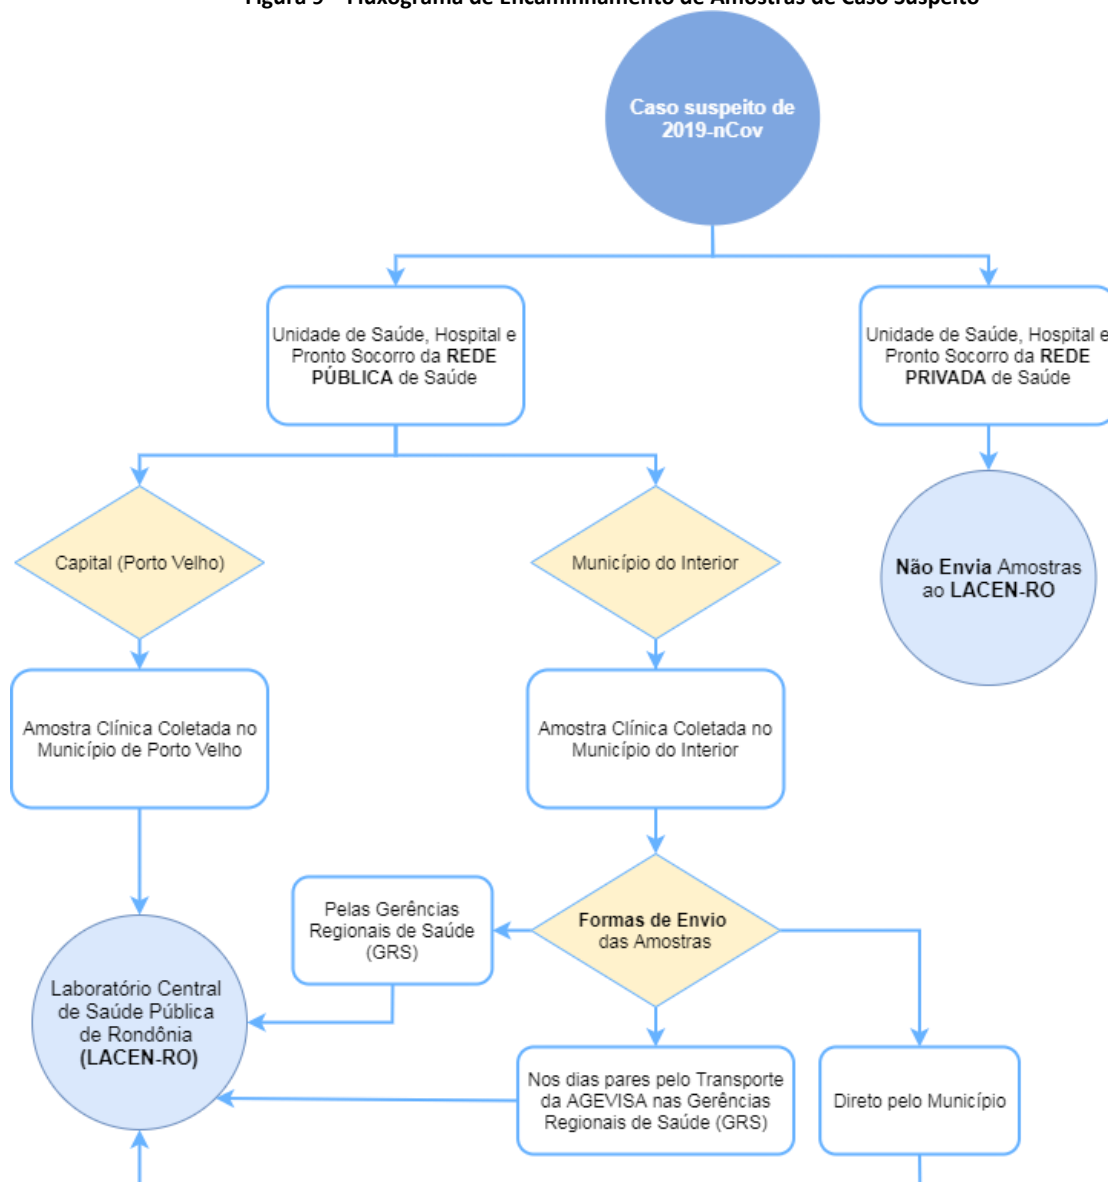 Caso suspeito de
2019-nCov
Unidade de Saúde, Hospital e
Pronto Socorro da REDE
PÚBLICA de Saúde
Unidade de Saúde, Hospital e
Pronto Socorro da REDE
PRIVADA de Saúde
Capital (Porto Velho)
Município do Interior
Não Envia Amostras
ao LACEN-RO
Amostra Clínica Coletada no
Município de Porto Velho
Amostra Clínica Coletada no
Município do Interior
Pelas Gerências
Regionais de Saúde
(GRS)
Formas de Envio
das Amostras
Laboratório Central
de Saúde Pública
de Rondônia
(LACEN-RO)
Nos dias pares pelo Transporte
da AGEVISA nas Gerências
Regionais de Saúde (GRS)
Direto pelo Município